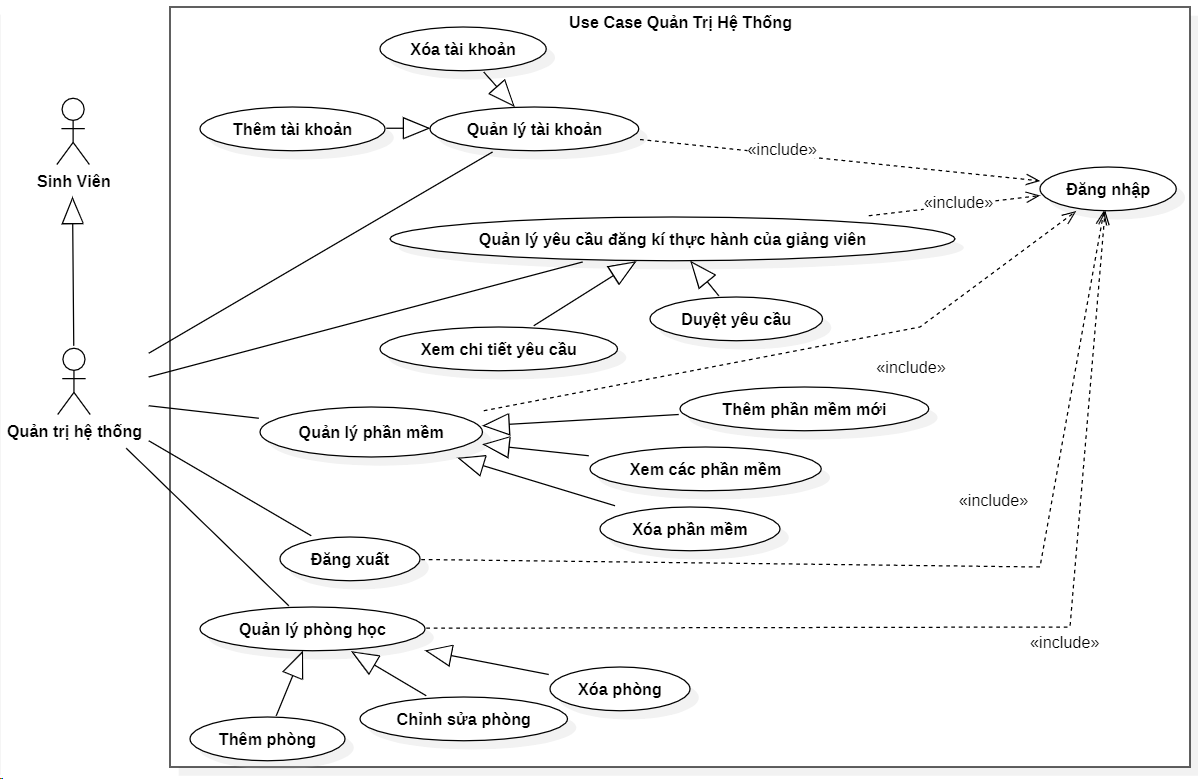 Use Case Quản Trị Hệ Thống
Xóa tài khoản
Thêm tài khoản
Quản lý tài khoản
«include»
Sinh Viên
Đăng nhập
«include»
Quản lý yêu cầu đăng kí thực hành của giảng viên
Duyệt yêu cầu
Xem chi tiết yêu cầu
«include»
Thêm phần mềm mới
Quản trị hệ thống
Quản lý phần mềm
Xem các phần mềm
«include»
Xóa phần mềm
Đăng xuất
Quản lý phòng học
«include»
Xóa phòng
Chỉnh sửa phòng
Thêm phòng